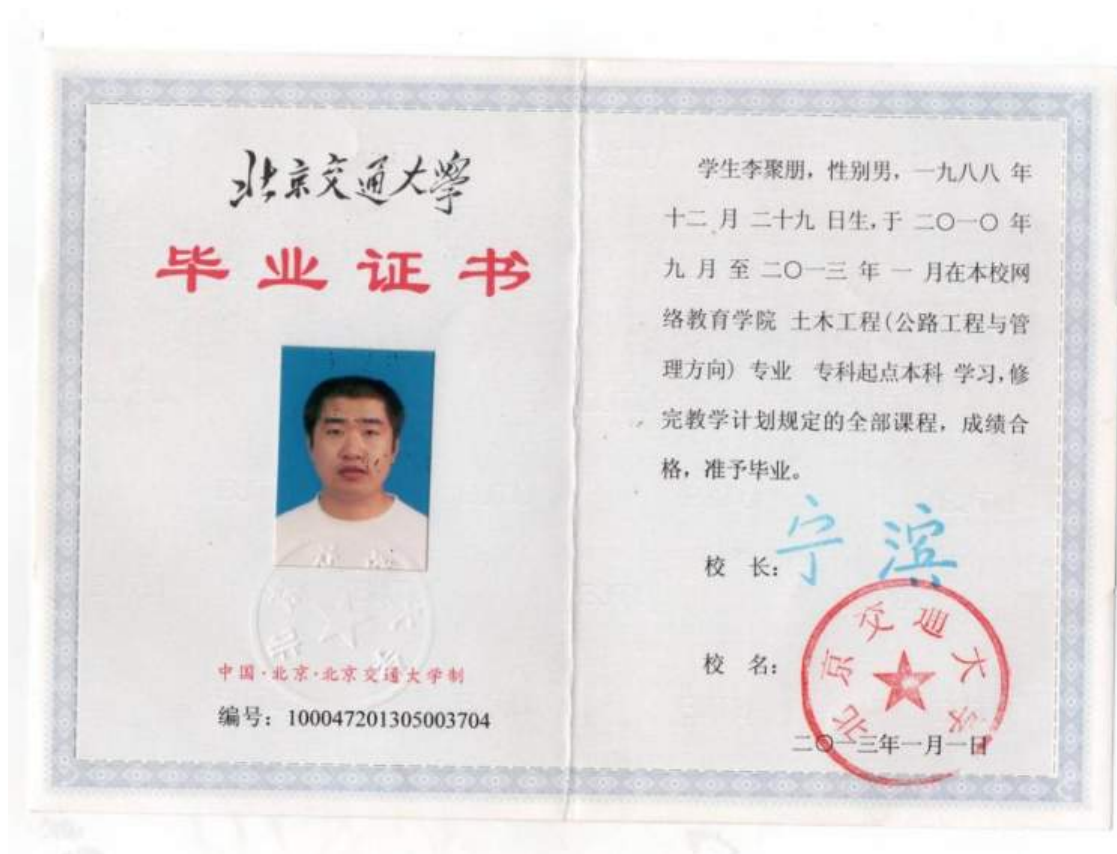 北京交通大學
毕业证书
中国·北京·北京交通大学制
编号：100047201305003704
学生李聚朋，性别男，一九八八 年
十二 月 二十九 日生，于 二〇一〇 年
九 月 至 二〇一三 年 一 月在本校网
络教育学院 土木工程（公路工程与管
理方向） 专业 专科起点本科 学习，修
完教学计划规定的全部课程，成绩合
格，准予毕业。
校 长：宁滨
校 名：
北京交通大学
二〇一三年一月一日